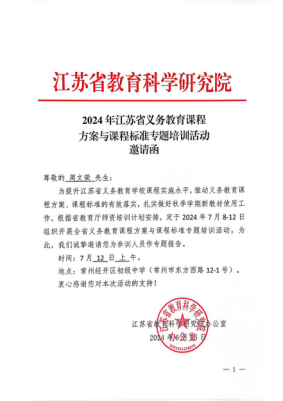 江苏省教育科学研究院
2024 年江苏省义务教育课程
方案与课程标准专题培训活动
邀请函
尊敬的 周文荣 先生：
为提升江苏省义务教育学校课程实施水平，推动义务教育课
程方案、课程标准的有效落实，扎实做好秋季学期新教材使用工
作，根据省教育厅师资培训计划安排，定于 2024 年 7 月 8-12 日
组织开展全省义务教育课程方案与课程标准专题培训活动。为
此，我们诚挚邀请您为参训人员作专题报告。
时间：7 月 12 日 上 午。
地点：常州经开区初级中学（常州市东方西路 12-1 号）。
衷心感谢您对本次活动的支持！
江苏省教育科学研究院办公室
2024 年 6 月 26 日
— 1 —